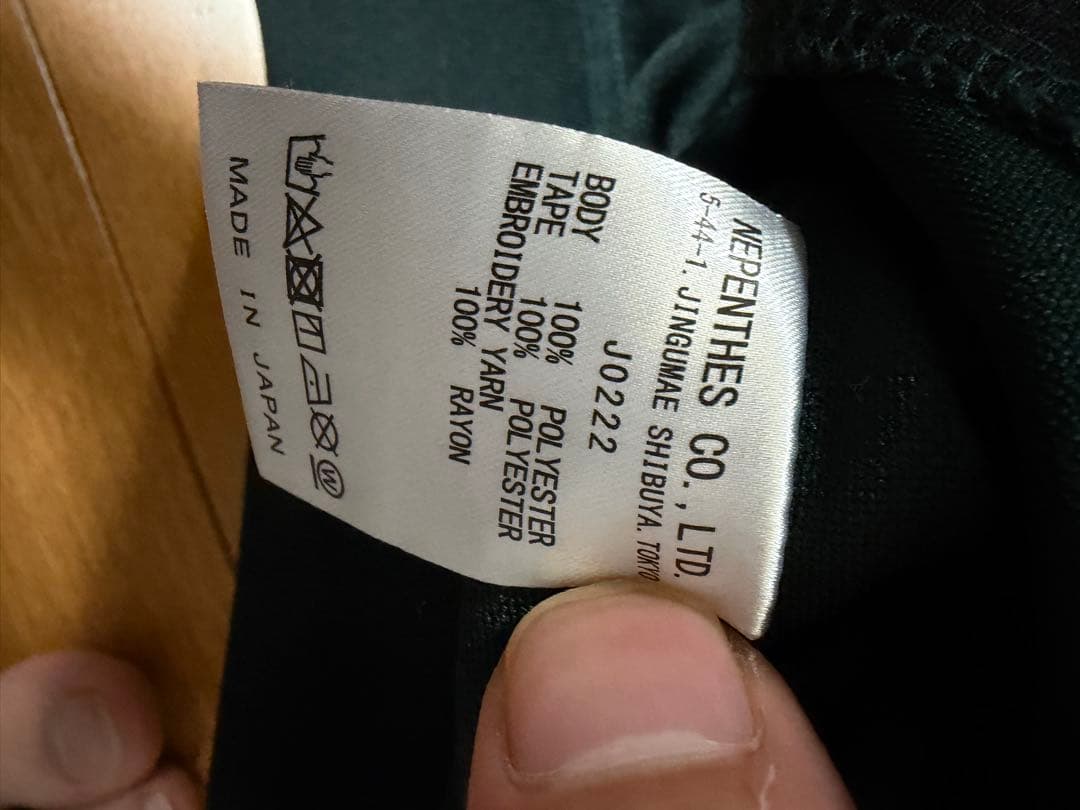 NEPENTHES CO., LTD.
5-44-1. JINGUMAE SHIBUYA. TOKYO
J0222
BODY 100% POLYESTER
TAPE 100% POLYESTER
EMBROIDERY YARN
100% RAYON
W
MADE IN JAPAN